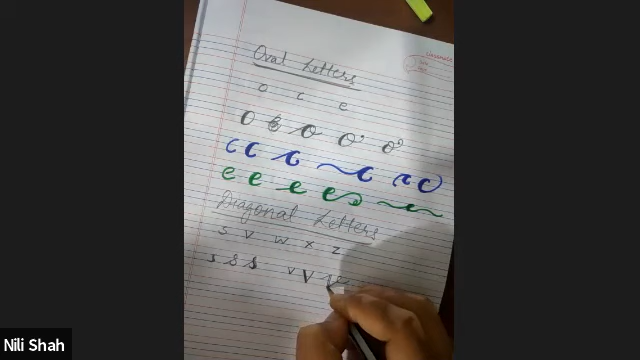 Oval Letters
o c e
O o o o o
c c c c c c
e e e e e
Diagonal Letters
s v w x z
s s s v v v
Nili Shah